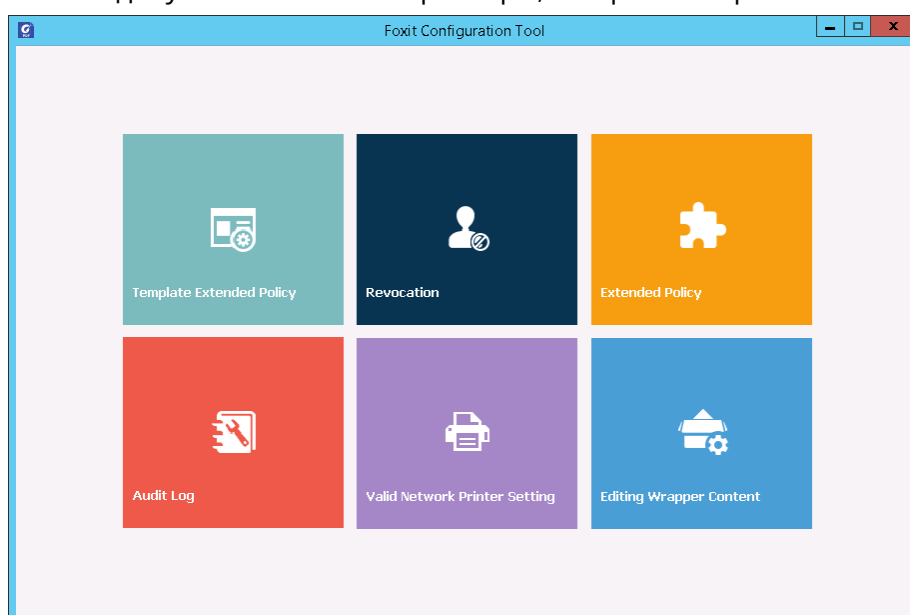 Foxit Configuration Tool
Template Extended Policy
Revocation
Extended Policy
Audit Log
Valid Network Printer Setting
Editing Wrapper Content